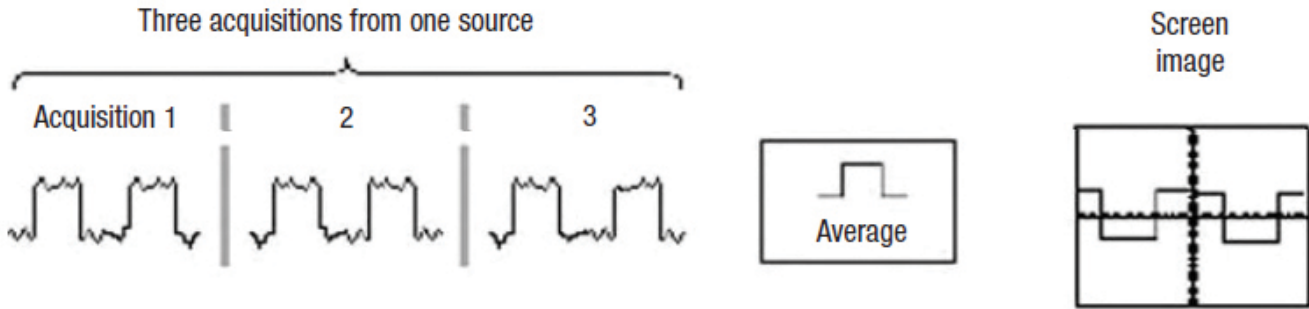 Three acquisitions from one source
Screen
image
Acquisition 1
2
3
Average